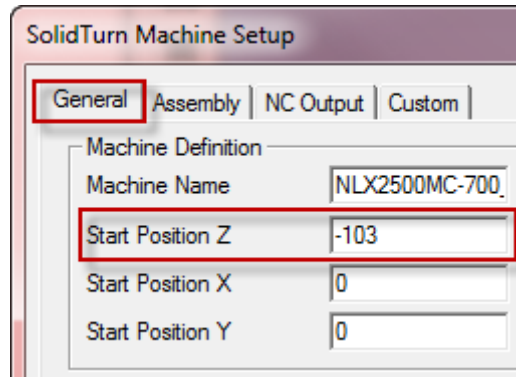 SolidTurn Machine Setup
General Assembly NC Output Custom
Machine Definition
Machine Name NLX2500MC-700_
Start Position Z -103
Start Position X 0
Start Position Y 0